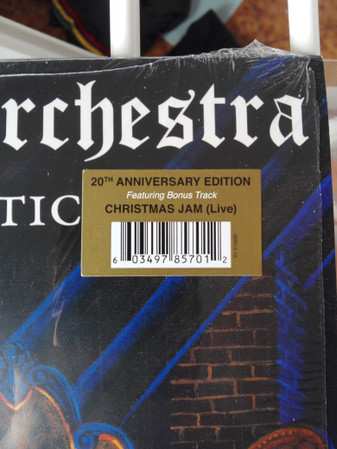 rchestra
TIC
20TH ANNIVERSARY EDITION
Featuring Bonus Track
CHRISTMAS JAM (Live)
6 03497 85701 2